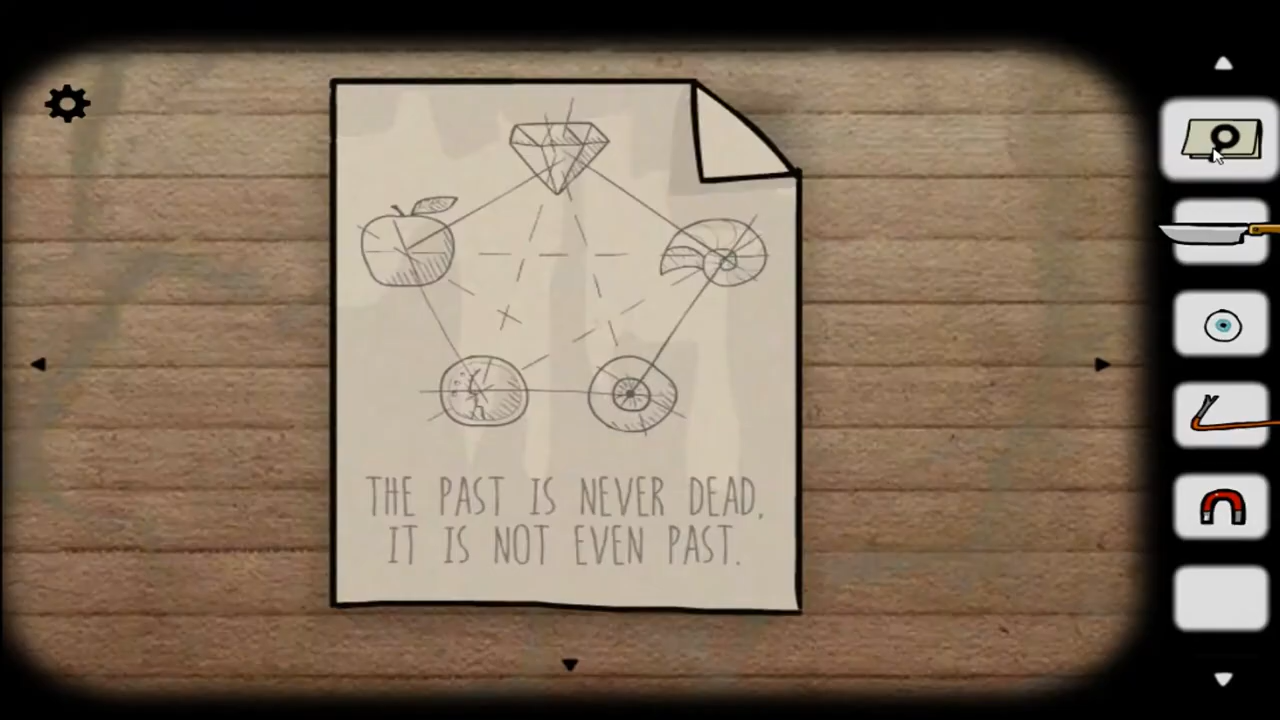 THE PAST IS NEVER DEAD.
IT IS NOT EVEN PAST.